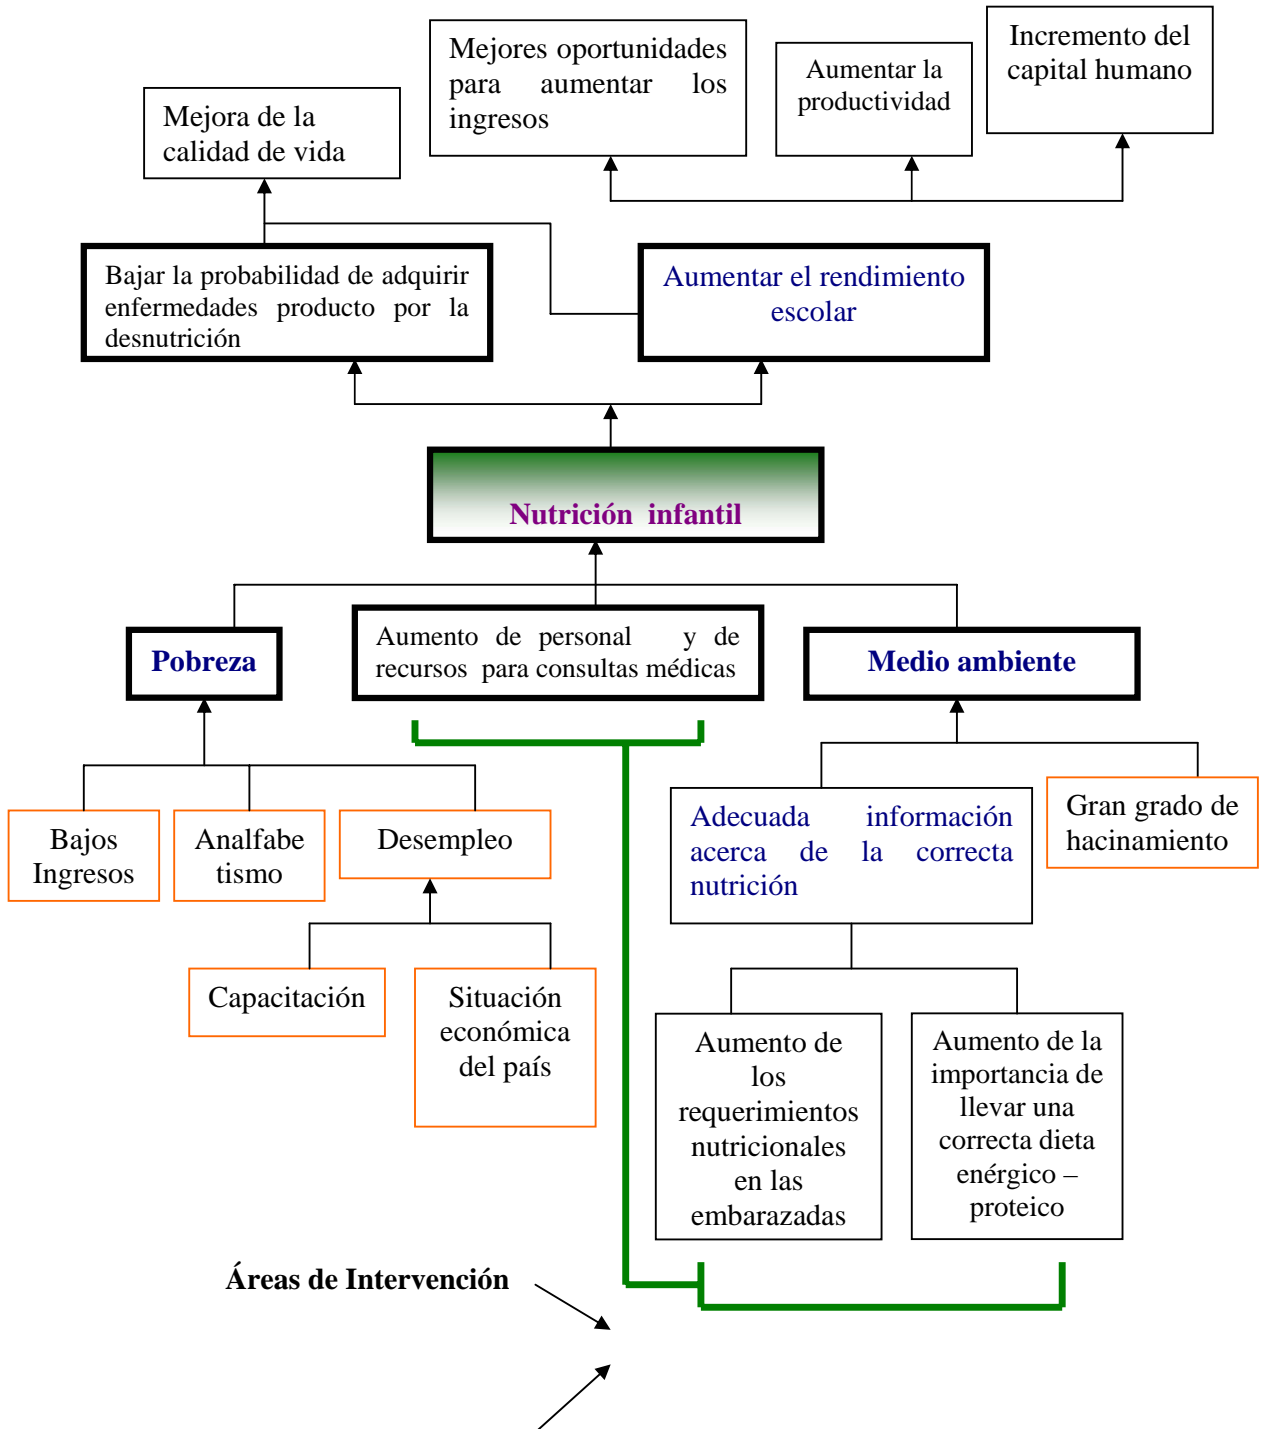 Mejores oportunidades
para aumentar los
ingresos
Aumentar la
productividad
Incremento del
capital humano
Mejora de la
calidad de vida
Bajar la probabilidad de adquirir
enfermedades producto por la
desnutrición
Aumentar el rendimiento
escolar
Nutrición infantil
Pobreza
Aumento de personal y de
recursos para consultas médicas
Medio ambiente
Bajos
Ingresos
Analfabe
tismo
Desempleo
Adecuada información
acerca de la correcta
nutrición
Gran grado de
hacinamiento
Capacitación
Situación
económica
del país
Aumento de
los
requerimientos
nutricionales
en las
embarazadas
Aumento de la
importancia de
llevar una
correcta dieta
enérgico –
proteico
Áreas de Intervención